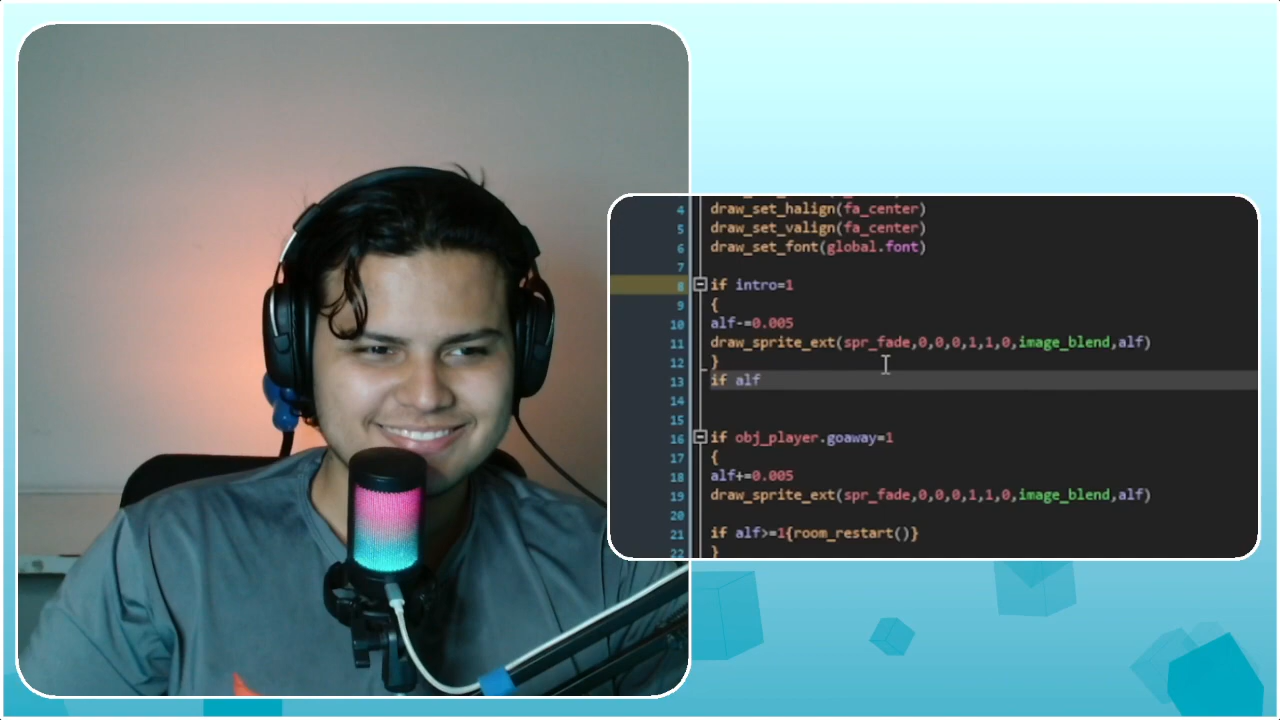 4 draw_set_halign(fa_center)
5 draw_set_valign(fa_center)
6 draw_set_font(global.font)
7
8 if intro=1
9 {
10 alf-=0.005
11 draw_sprite_ext(spr_fade,0,0,0,1,1,0,image_blend,alf)
12 }
13 if alf
14
15
16 if obj_player.goaway=1
17 {
18 alf+=0.005
19 draw_sprite_ext(spr_fade,0,0,0,1,1,0,image_blend,alf)
20
21 if alf>=1{room_restart()}
22 }